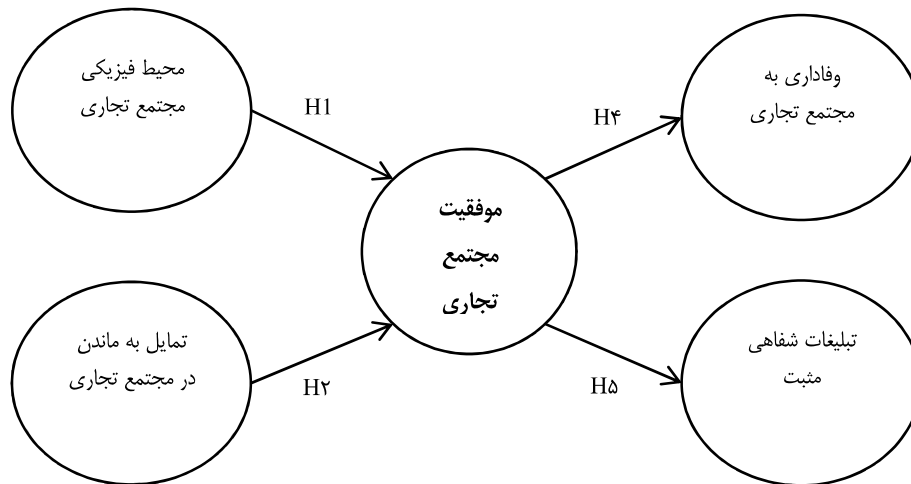 محیط فیزیکی
مجتمع تجاری
H1
وفاداری به
مجتمع تجاری
H۴
موفقیت
مجتمع
تجاری
تمایل به ماندن
در مجتمع تجاری
H۲
تبلیغات شفاهی
مثبت
H۵